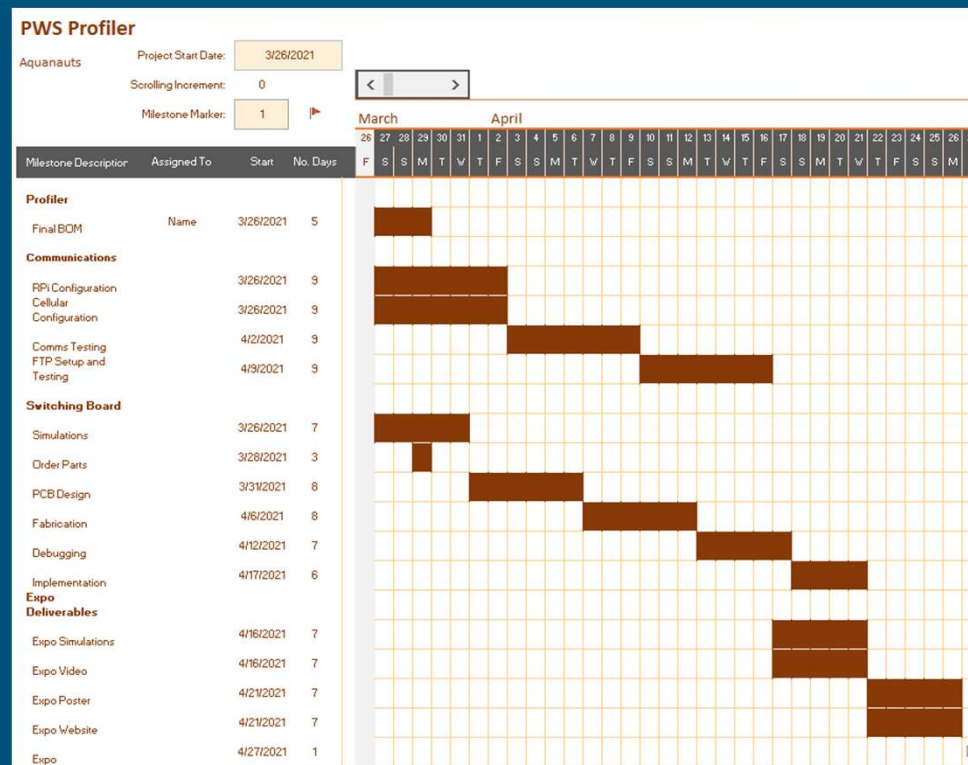 PWS Profiler
Aquanauts Project Start Date: 3/26/2021
Scrolling Increment: 0
Milestone Marker: 1
March April
26 27 28 29 30 31 1 2 3 4 5 6 7 8 9 10 11 12 13 14 15 16 17 18 19 20 21 22 23 24 25 26
Milestone Description Assigned To Start No. Days F S S M T W T F S S M T W T F S S M T W T F S S M T W T F S S M
Profiler
Final BOM Name 3/26/2021 5
Communications
RPi Configuration 3/26/2021 9
Cellular
Configuration 3/26/2021 9
Comms Testing 4/2/2021 9
FTP Setup and
Testing 4/9/2021 9
Switching Board
Simulations 3/26/2021 7
Order Parts 3/28/2021 3
PCB Design 3/31/2021 8
Fabrication 4/6/2021 8
Debugging 4/12/2021 7
Implementation 4/17/2021 6
Expo
Deliverables
Expo Simulations 4/16/2021 7
Expo Video 4/16/2021 7
Expo Poster 4/21/2021 7
Expo Website 4/21/2021 7
Expo 4/27/2021 1